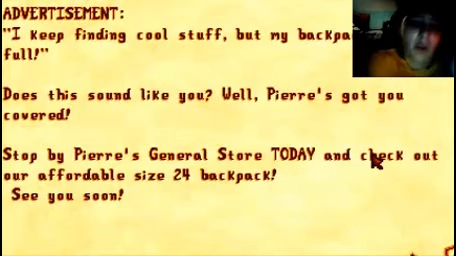 ADVERTISEMENT:
"I keep finding cool stuff, but my
full!"
Does this sound like you? Well, Pierre's got you
covered!
Stop by Pierre's General Store TODAY and check out
our affordable size 24 backpack!
See you soon!